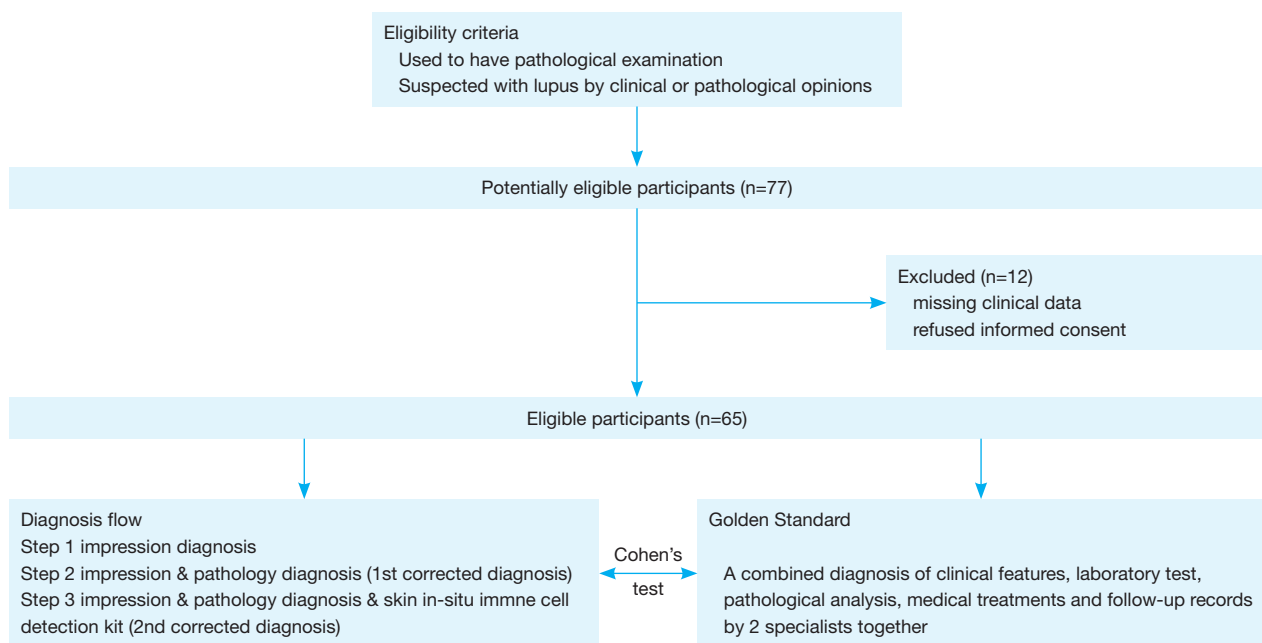 Eligibility criteria
Used to have pathological examination
Suspected with lupus by clinical or pathological opinions
Potentially eligible participants (n=77)
Excluded (n=12)
missing clinical data
refused informed consent
Eligible participants (n=65)
Diagnosis flow
Step 1 impression diagnosis
Step 2 impression & pathology diagnosis (1st corrected diagnosis)
Step 3 impression & pathology diagnosis & skin in-situ immne cell
detection kit (2nd corrected diagnosis)
Cohen's
test
Golden Standard
A combined diagnosis of clinical features, laboratory test,
pathological analysis, medical treatments and follow-up records
by 2 specialists together